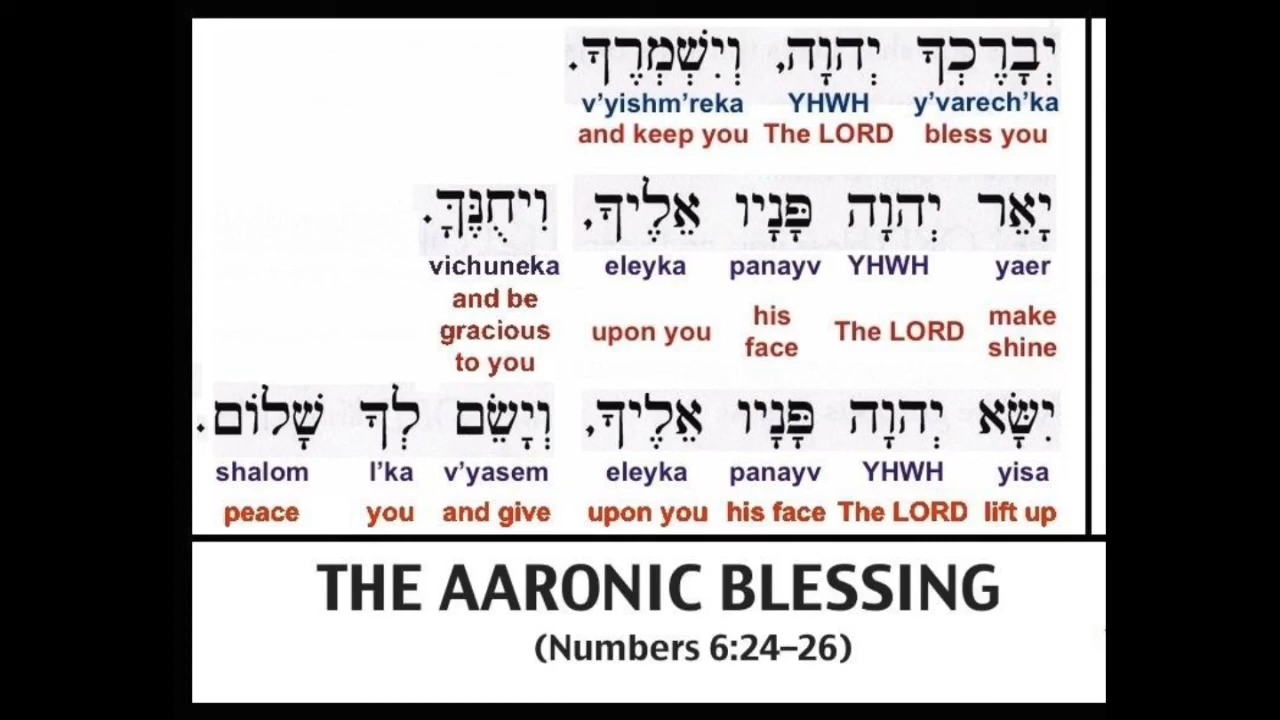 יְבָרֶכְךָ יְהוָה, וְיִשְׁמְרֶךָ.
v’yishm’reka YHWH y’varech’ka
and keep you The LORD bless you
יָאֵר יְהוָה פָּנָיו אֵלֶיךָ, וִיחֻנֶּךָּ.
vichuneka eleyka panayv YHWH yaer
and be gracious to you upon you his face The LORD make shine
יִשָּׂא יְהוָה פָּנָיו אֵלֶיךָ, וְיָשֵׂם לְךָ שָׁלוֹם.
shalom l’ka v’yasem eleyka panayv YHWH yisa
peace you and give upon you his face The LORD lift up
THE AARONIC BLESSING
(Numbers 6:24–26)